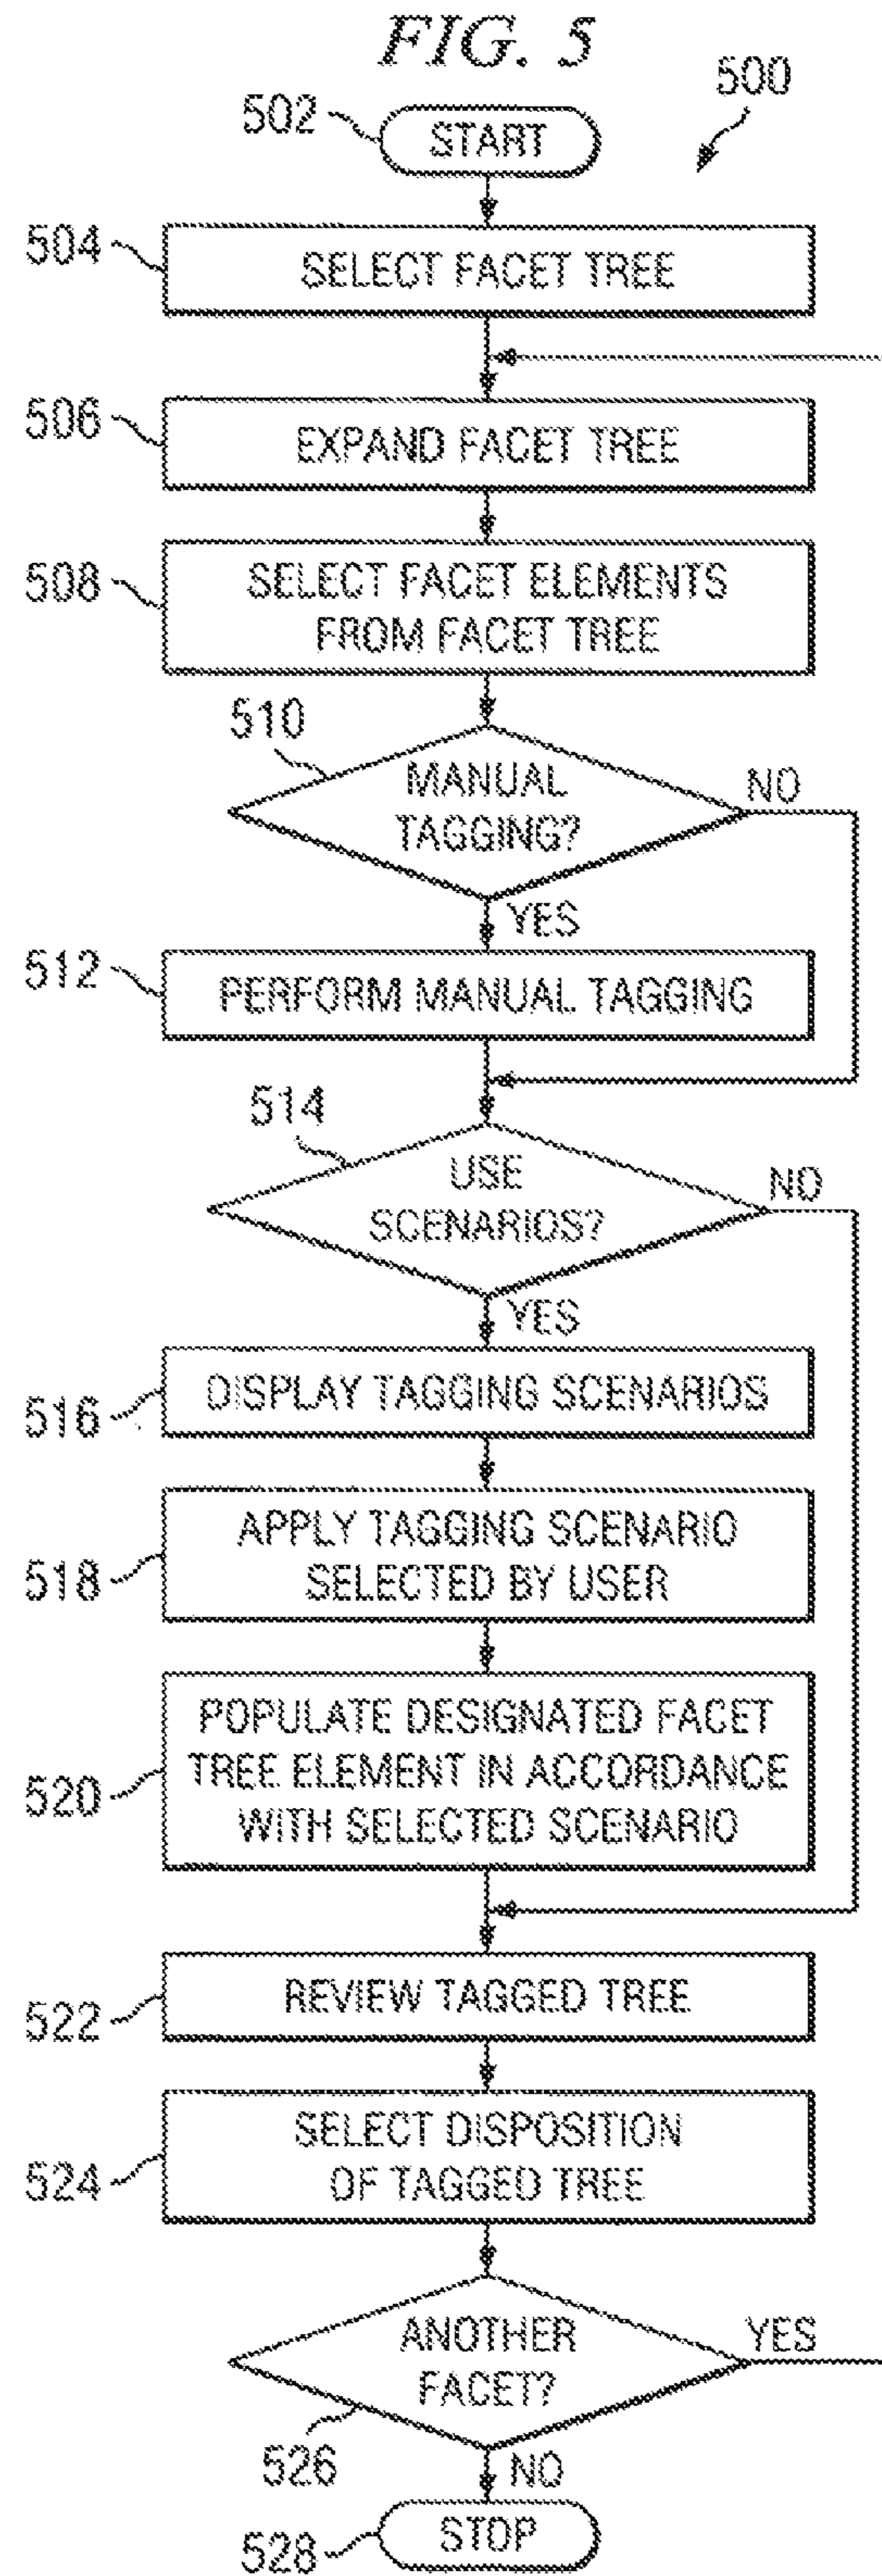 FIG. 5
500
502
START
504
SELECT FACET TREE
506
EXPAND FACET TREE
508
SELECT FACET ELEMENTS
FROM FACET TREE
510
MANUAL
TAGGING?
NO
YES
512
PERFORM MANUAL TAGGING
514
USE
SCENARIOS?
NO
YES
516
DISPLAY TAGGING SCENARIOS
518
APPLY TAGGING SCENARIO
SELECTED BY USER
520
POPULATE DESIGNATED FACET
TREE ELEMENT IN ACCORDANCE
WITH SELECTED SCENARIO
522
REVIEW TAGGED TREE
524
SELECT DISPOSITION
OF TAGGED TREE
ANOTHER
FACET?
YES
526
NO
528
STOP